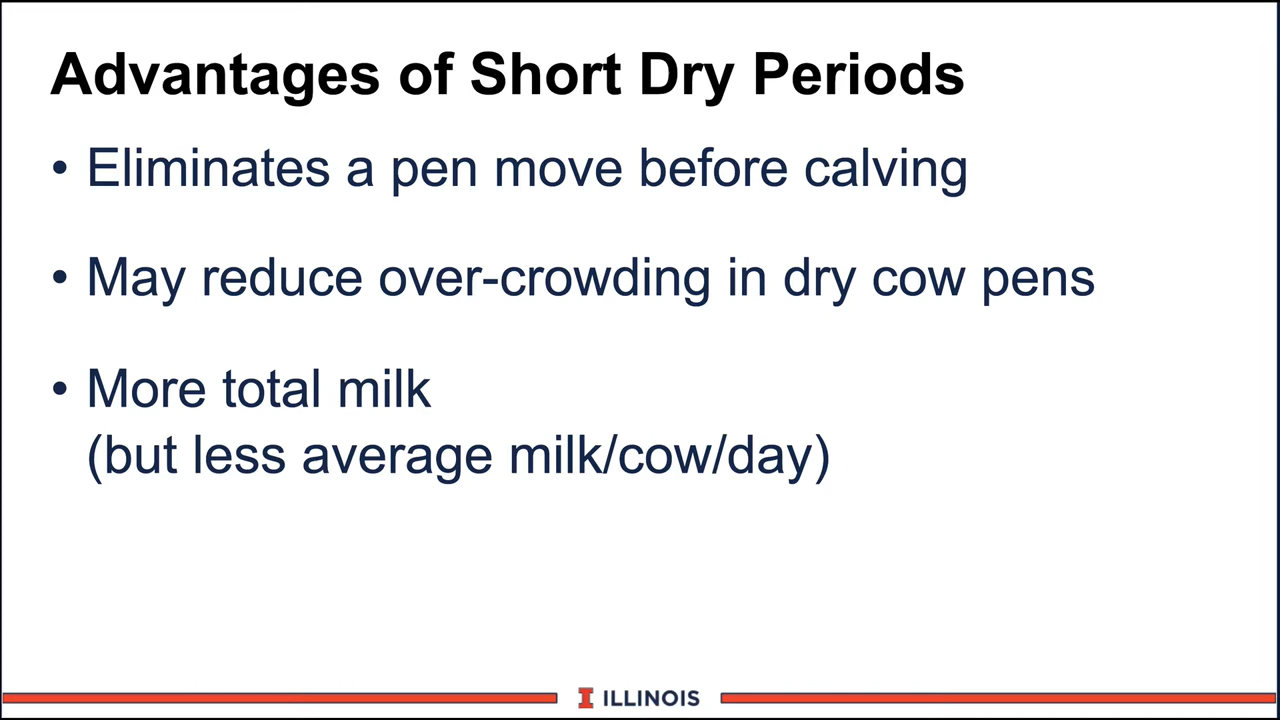 Advantages of Short Dry Periods
• Eliminates a pen move before calving
• May reduce over-crowding in dry cow pens
• More total milk
(but less average milk/cow/day)
I ILLINOIS